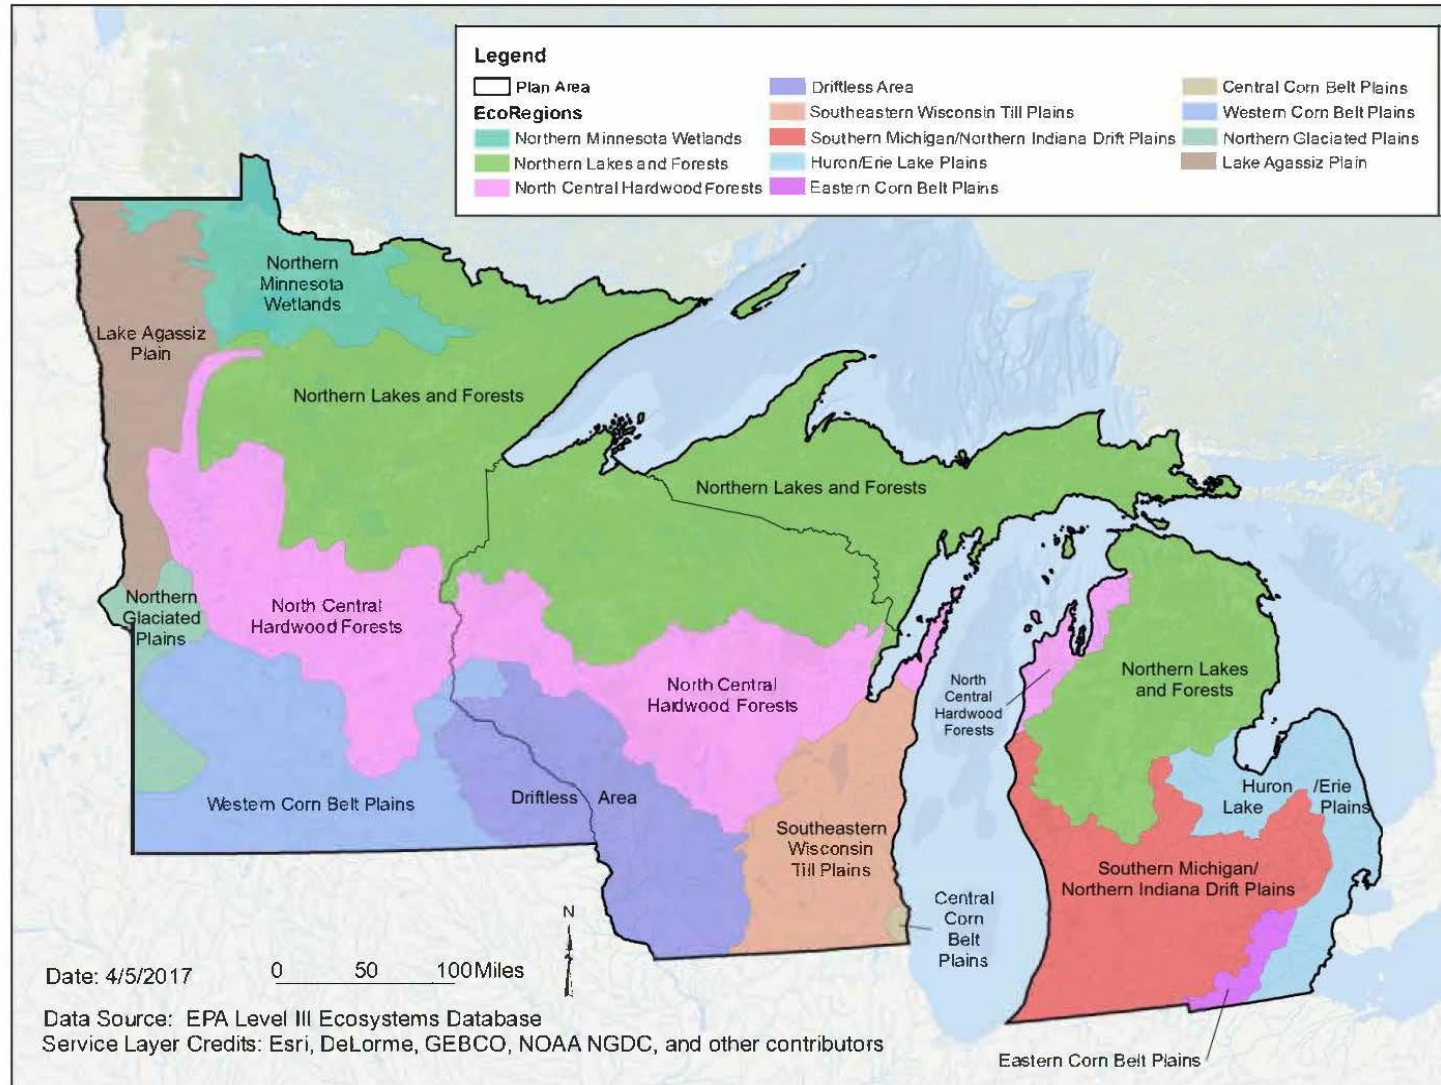 Legend
Plan Area
EcoRegions
Northern Minnesota Wetlands
Northern Lakes and Forests
North Central Hardwood Forests
Driftless Area
Southeastern Wisconsin Till Plains
Southern Michigan/Northern Indiana Drift Plains
Huron/Erie Lake Plains
Eastern Corn Belt Plains
Central Corn Belt Plains
Western Corn Belt Plains
Northern Glaciated Plains
Lake Agassiz Plain
Northern
Minnesota
Wetlands
Lake Agassiz
Plain
Northern Lakes and Forests
Northern Lakes and Forests
Northern
Glaciated
Plains
North Central
Hardwood Forests
North Central
Hardwood Forests
North
Central
Hardwood
Forests
Northern Lakes
and Forests
Western Corn Belt Plains
Driftless Area
Southeastern
Wisconsin
Till Plains
Huron /Erie
Lake Plains
Southern Michigan/
Northern Indiana Drift Plains
Central
Corn
Belt
Plains
Eastern Corn Belt Plains
N
Date: 4/5/2017
0 50 100 Miles
Data Source: EPA Level III Ecosystems Database
Service Layer Credits: Esri, DeLorme, GEBCO, NOAA NGDC, and other contributors